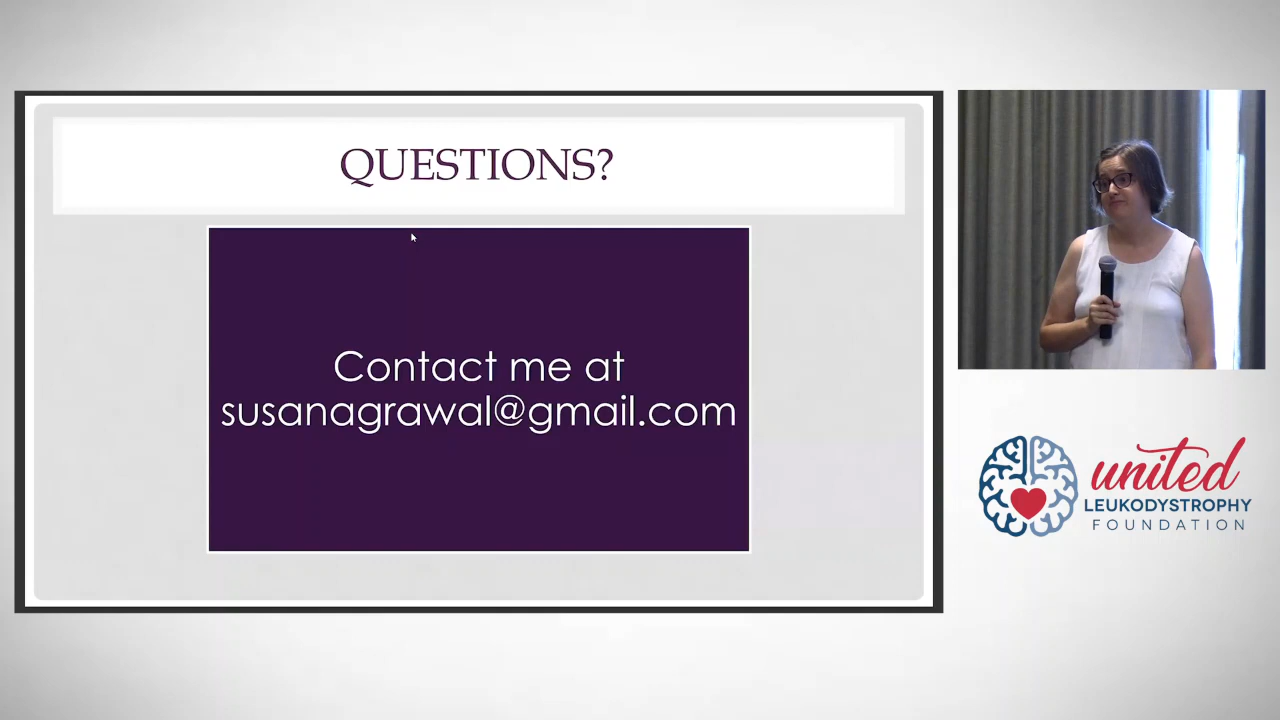 QUESTIONS?
Contact me at
susanagrawal@gmail.com
united
LEUKODYSTROPHY
FOUNDATION